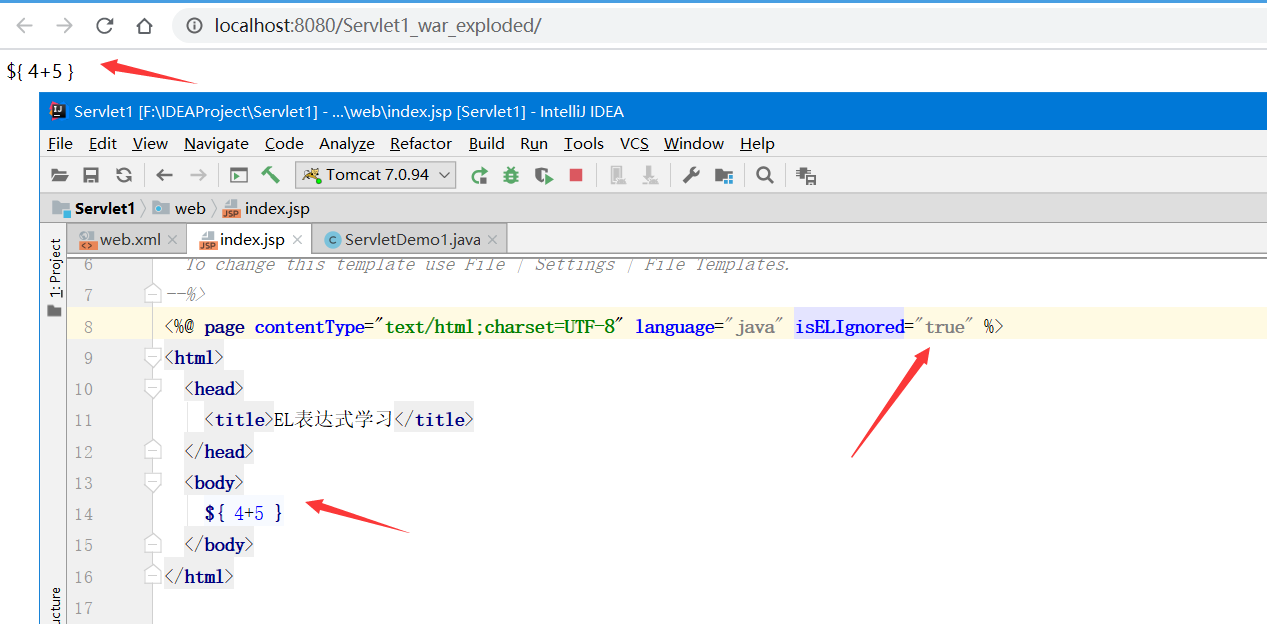 localhost:8080/Servlet1_war_exploded/
${ 4+5 }
Servlet1 [F:\IDEAProject\Servlet1] - ...\web\index.jsp [Servlet1] - IntelliJ IDEA
File Edit View Navigate Code Analyze Refactor Build Run Tools VCS Window Help
Tomcat 7.0.94
Servlet1 web index.jsp
web.xml index.jsp ServletDemo1.java
1: Project
6 To change this template use File | Settings | File Templates.
7 --%>
8 <%@ page contentType="text/html;charset=UTF-8" language="java" isELIgnored="true" %>
9 <html>
10 <head>
11 <title>EL表达式学习</title>
12 </head>
13 <body>
14 ${ 4+5 }
15 </body>
16 </html>
17
ucture